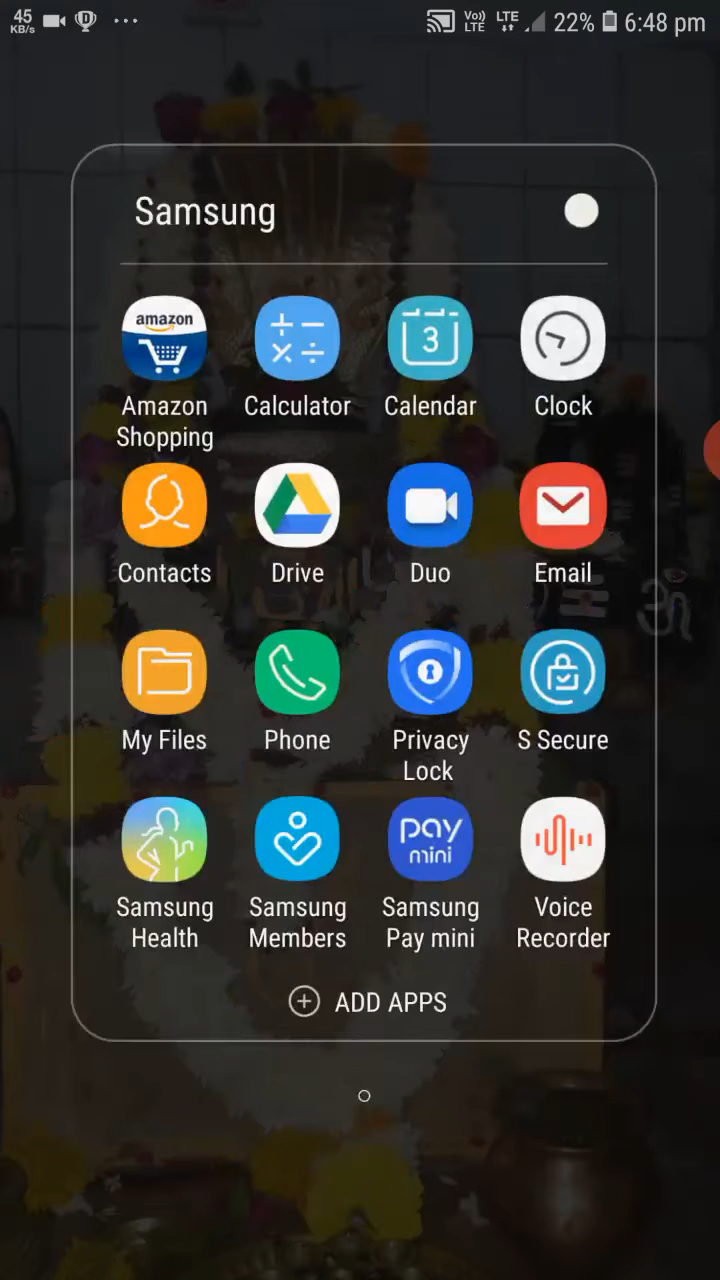 45
KB/s
Vo))
LTE
LTE
22%
6:48 pm
Samsung
amazon
3
Amazon
Shopping
Calculator
Calendar
Clock
Contacts
Drive
Duo
Email
ॐ
My Files
Phone
Privacy
Lock
S Secure
pay
mini
Samsung
Health
Samsung
Members
Samsung
Pay mini
Voice
Recorder
ADD APPS